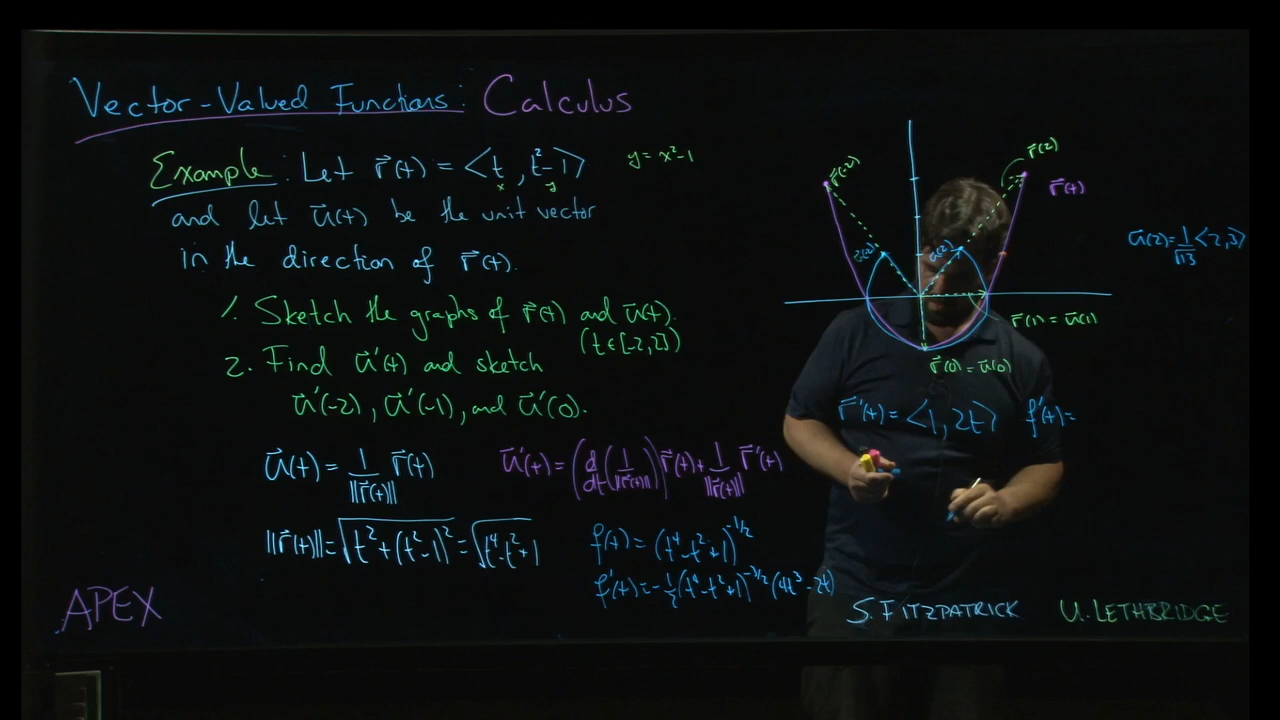 Vector-Valued Functions: Calculus
Example: Let r⃗(t) = <t, t²-1>
x y
y = x²-1
and let u⃗(t) be the unit vector
in the direction of r⃗(t).
1. Sketch the graphs of r⃗(t) and u⃗(t).
(t∈[-2,2])
2. Find u⃗'(t) and sketch
u⃗'(-2), u⃗'(-1), and u⃗'(0).
u⃗(t) = 1/||r⃗(t)|| r⃗(t)
u⃗'(t) = (d/dt(1/||r⃗(t)||)) r⃗(t) + 1/||r⃗(t)|| r⃗'(t)
||r⃗(t)|| = √(t²+(t²-1)²) = √(t⁴-t²+1)
f(t) = (t⁴-t²+1)^(-1/2)
f'(t) = -1/2(t⁴-t²+1)^(-3/2)(4t³-2t)
r⃗(-2)
r⃗(2)
r⃗(t)
u⃗(-2)
u⃗(2)
u⃗(2) = 1/√13 <2,3>
r⃗(1) = u⃗(1)
r⃗(0) = u⃗(0)
r⃗'(t) = <1, 2t> f'(t) =
APEX
S. FITZPATRICK
U. LETHBRIDGE